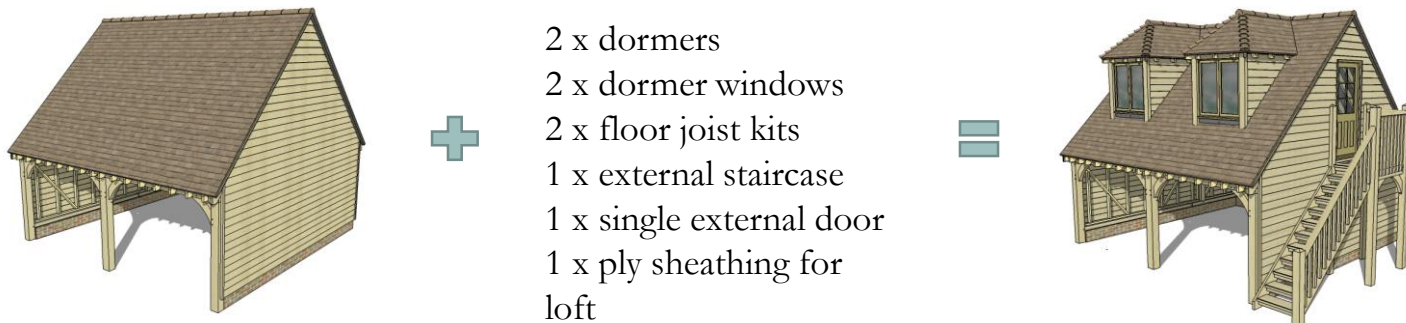 2 x dormers
2 x dormer windows
2 x floor joist kits
1 x external staircase
1 x single external door
1 x ply sheathing for
loft